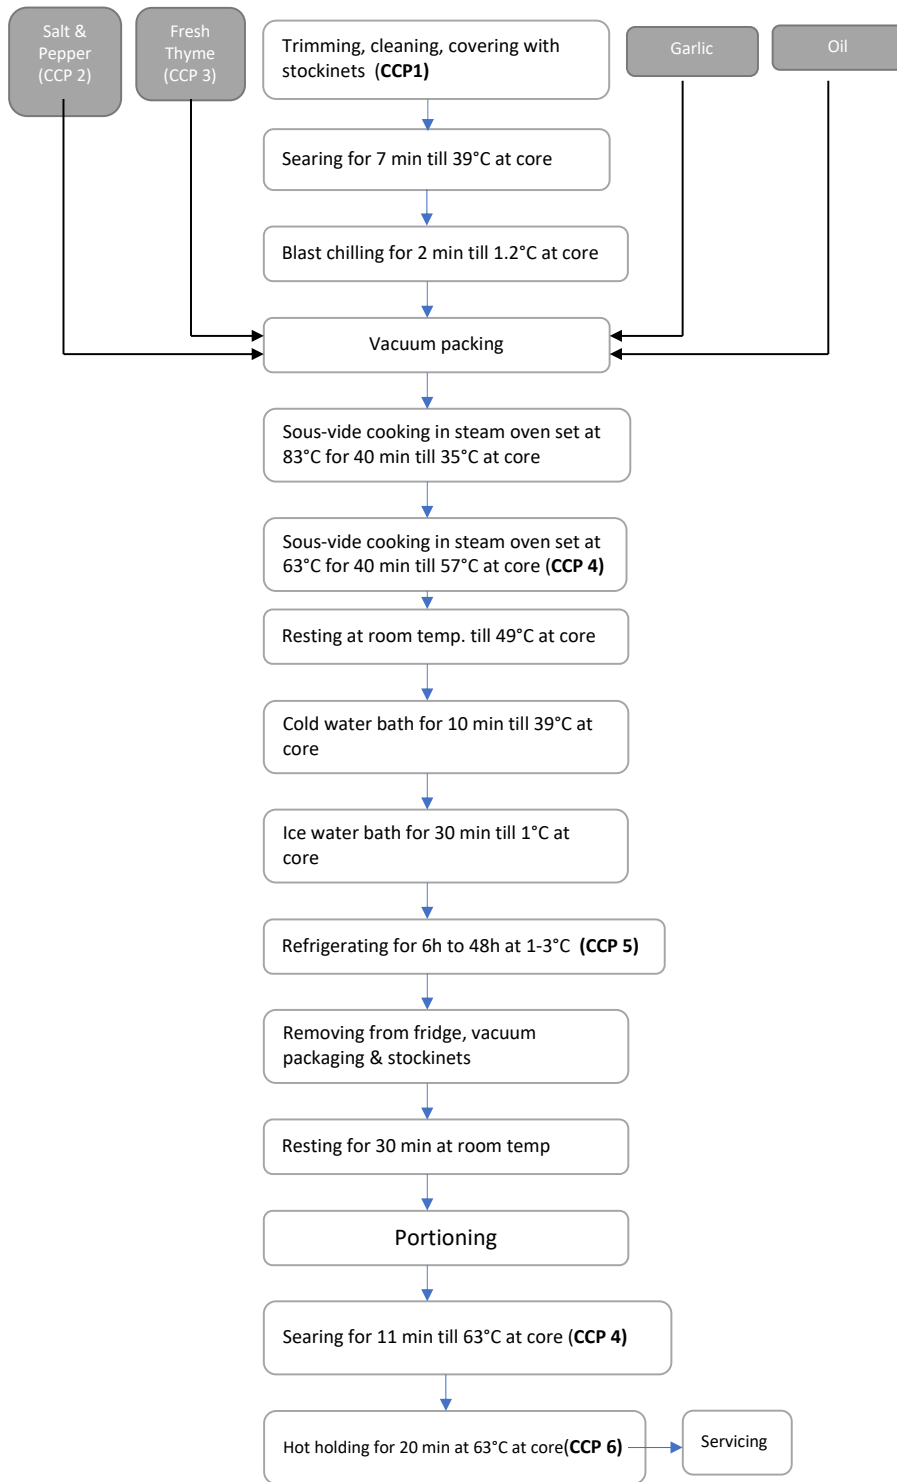 Salt &
Pepper
(CCP 2)
Fresh
Thyme
(CCP 3)
Trimming, cleaning, covering with
stockinets (CCP1)
Garlic
Oil
Searing for 7 min till 39°C at core
Blast chilling for 2 min till 1.2°C at core
Vacuum packing
Sous-vide cooking in steam oven set at
83°C for 40 min till 35°C at core
Sous-vide cooking in steam oven set at
63°C for 40 min till 57°C at core (CCP 4)
Resting at room temp. till 49°C at core
Cold water bath for 10 min till 39°C at
core
Ice water bath for 30 min till 1°C at
core
Refrigerating for 6h to 48h at 1-3°C (CCP 5)
Removing from fridge, vacuum
packaging & stockinets
Resting for 30 min at room temp
Portioning
Searing for 11 min till 63°C at core (CCP 4)
Hot holding for 20 min at 63°C at core(CCP 6)
Servicing